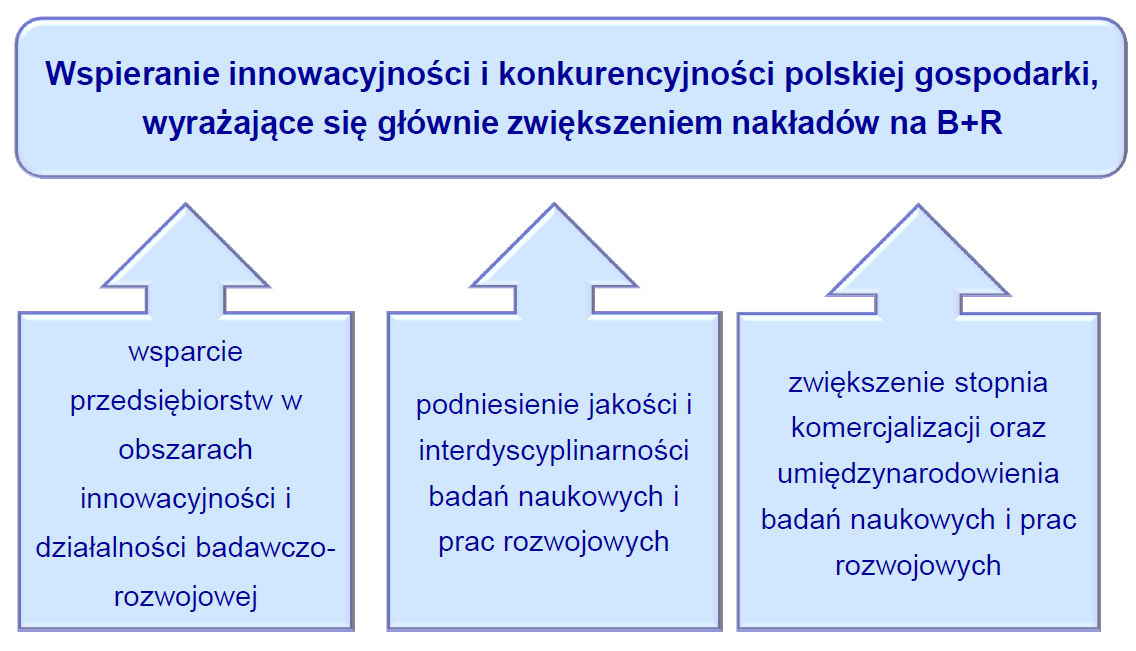 Wspieranie innowacyjności i konkurencyjności polskiej gospodarki,
wyrażające się głównie zwiększeniem nakładów na B+R
wsparcie
przedsiębiorstw w
obszarach
innowacyjności i
działalności badawczo-
rozwojowej
podniesienie jakości i
interdyscyplinarności
badań naukowych i
prac rozwojowych
zwiększenie stopnia
komercjalizacji oraz
umiędzynarodowienia
badań naukowych i prac
rozwojowych